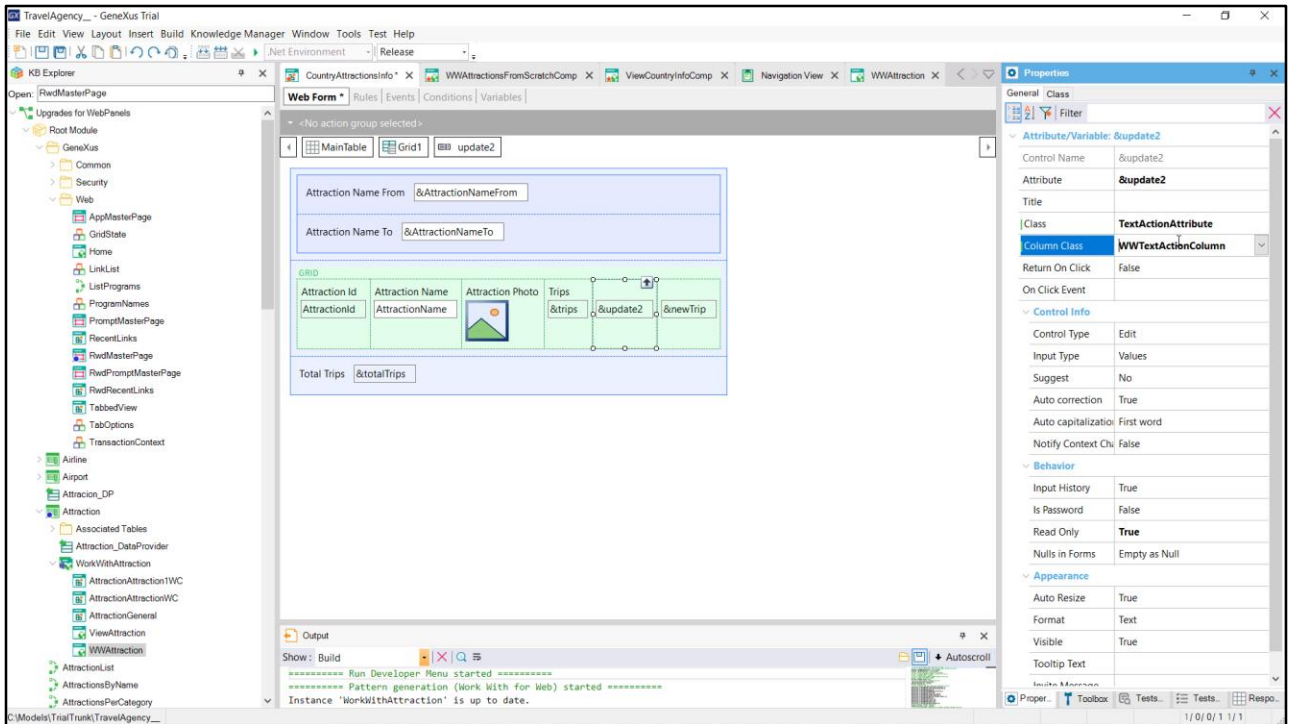 TravelAgency__ - GeneXus Trial
File Edit View Layout Insert Build Knowledge Manager Window Tools Test Help
.Net Environment Release
KB Explorer
Open: RwdMasterPage
Upgrades for WebPanels
Root Module
GeneXus
Common
Security
Web
AppMasterPage
GridState
Home
LinkList
ListPrograms
ProgramNames
PromptMasterPage
RecentLinks
RwdMasterPage
RwdPromptMasterPage
RwdRecentLinks
TabbedView
TabOptions
TransactionContext
Airline
Airport
Attracion_DP
Attraction
Associated Tables
Attraction_DataProvider
WorkWithAttraction
AttractionAttraction1WC
AttractionAttractionWC
AttractionGeneral
ViewAttraction
WWAttraction
AttractionList
AttractionsByName
AttractionsPerCategory
CountryAttractionsInfo * X WWAttractionsFromScratchComp X ViewCountryInfoComp X Navigation View X WWAttraction X
Web Form * Rules Events Conditions Variables
<No action group selected>
MainTable Grid1 update2
Attraction Name From &AttractionNameFrom
Attraction Name To &AttractionNameTo
GRID
Attraction Id Attraction Name Attraction Photo Trips
AttractionId AttractionName &trips &update2 &newTrip
Total Trips &totalTrips
Output
Show: Build Autoscroll
========== Run Developer Menu started ==========
========== Pattern generation (Work With for Web) started ==========
Instance 'WorkWithAttraction' is up to date.
Properties
General Class
Filter
Attribute/Variable: &update2
Control Name &update2
Attribute &update2
Title
Class TextActionAttribute
Column Class WWTextActionColumn
Return On Click False
On Click Event
Control Info
Control Type Edit
Input Type Values
Suggest No
Auto correction True
Auto capitalization First word
Notify Context Ch False
Behavior
Input History True
Is Password False
Read Only True
Nulls in Forms Empty as Null
Appearance
Auto Resize True
Format Text
Visible True
Tooltip Text
Invite Message
Proper... Toolbox Tests... Tests... Respo...
C:\Models\TrialTrunk\TravelAgency__ 1/0/0/1 1/1